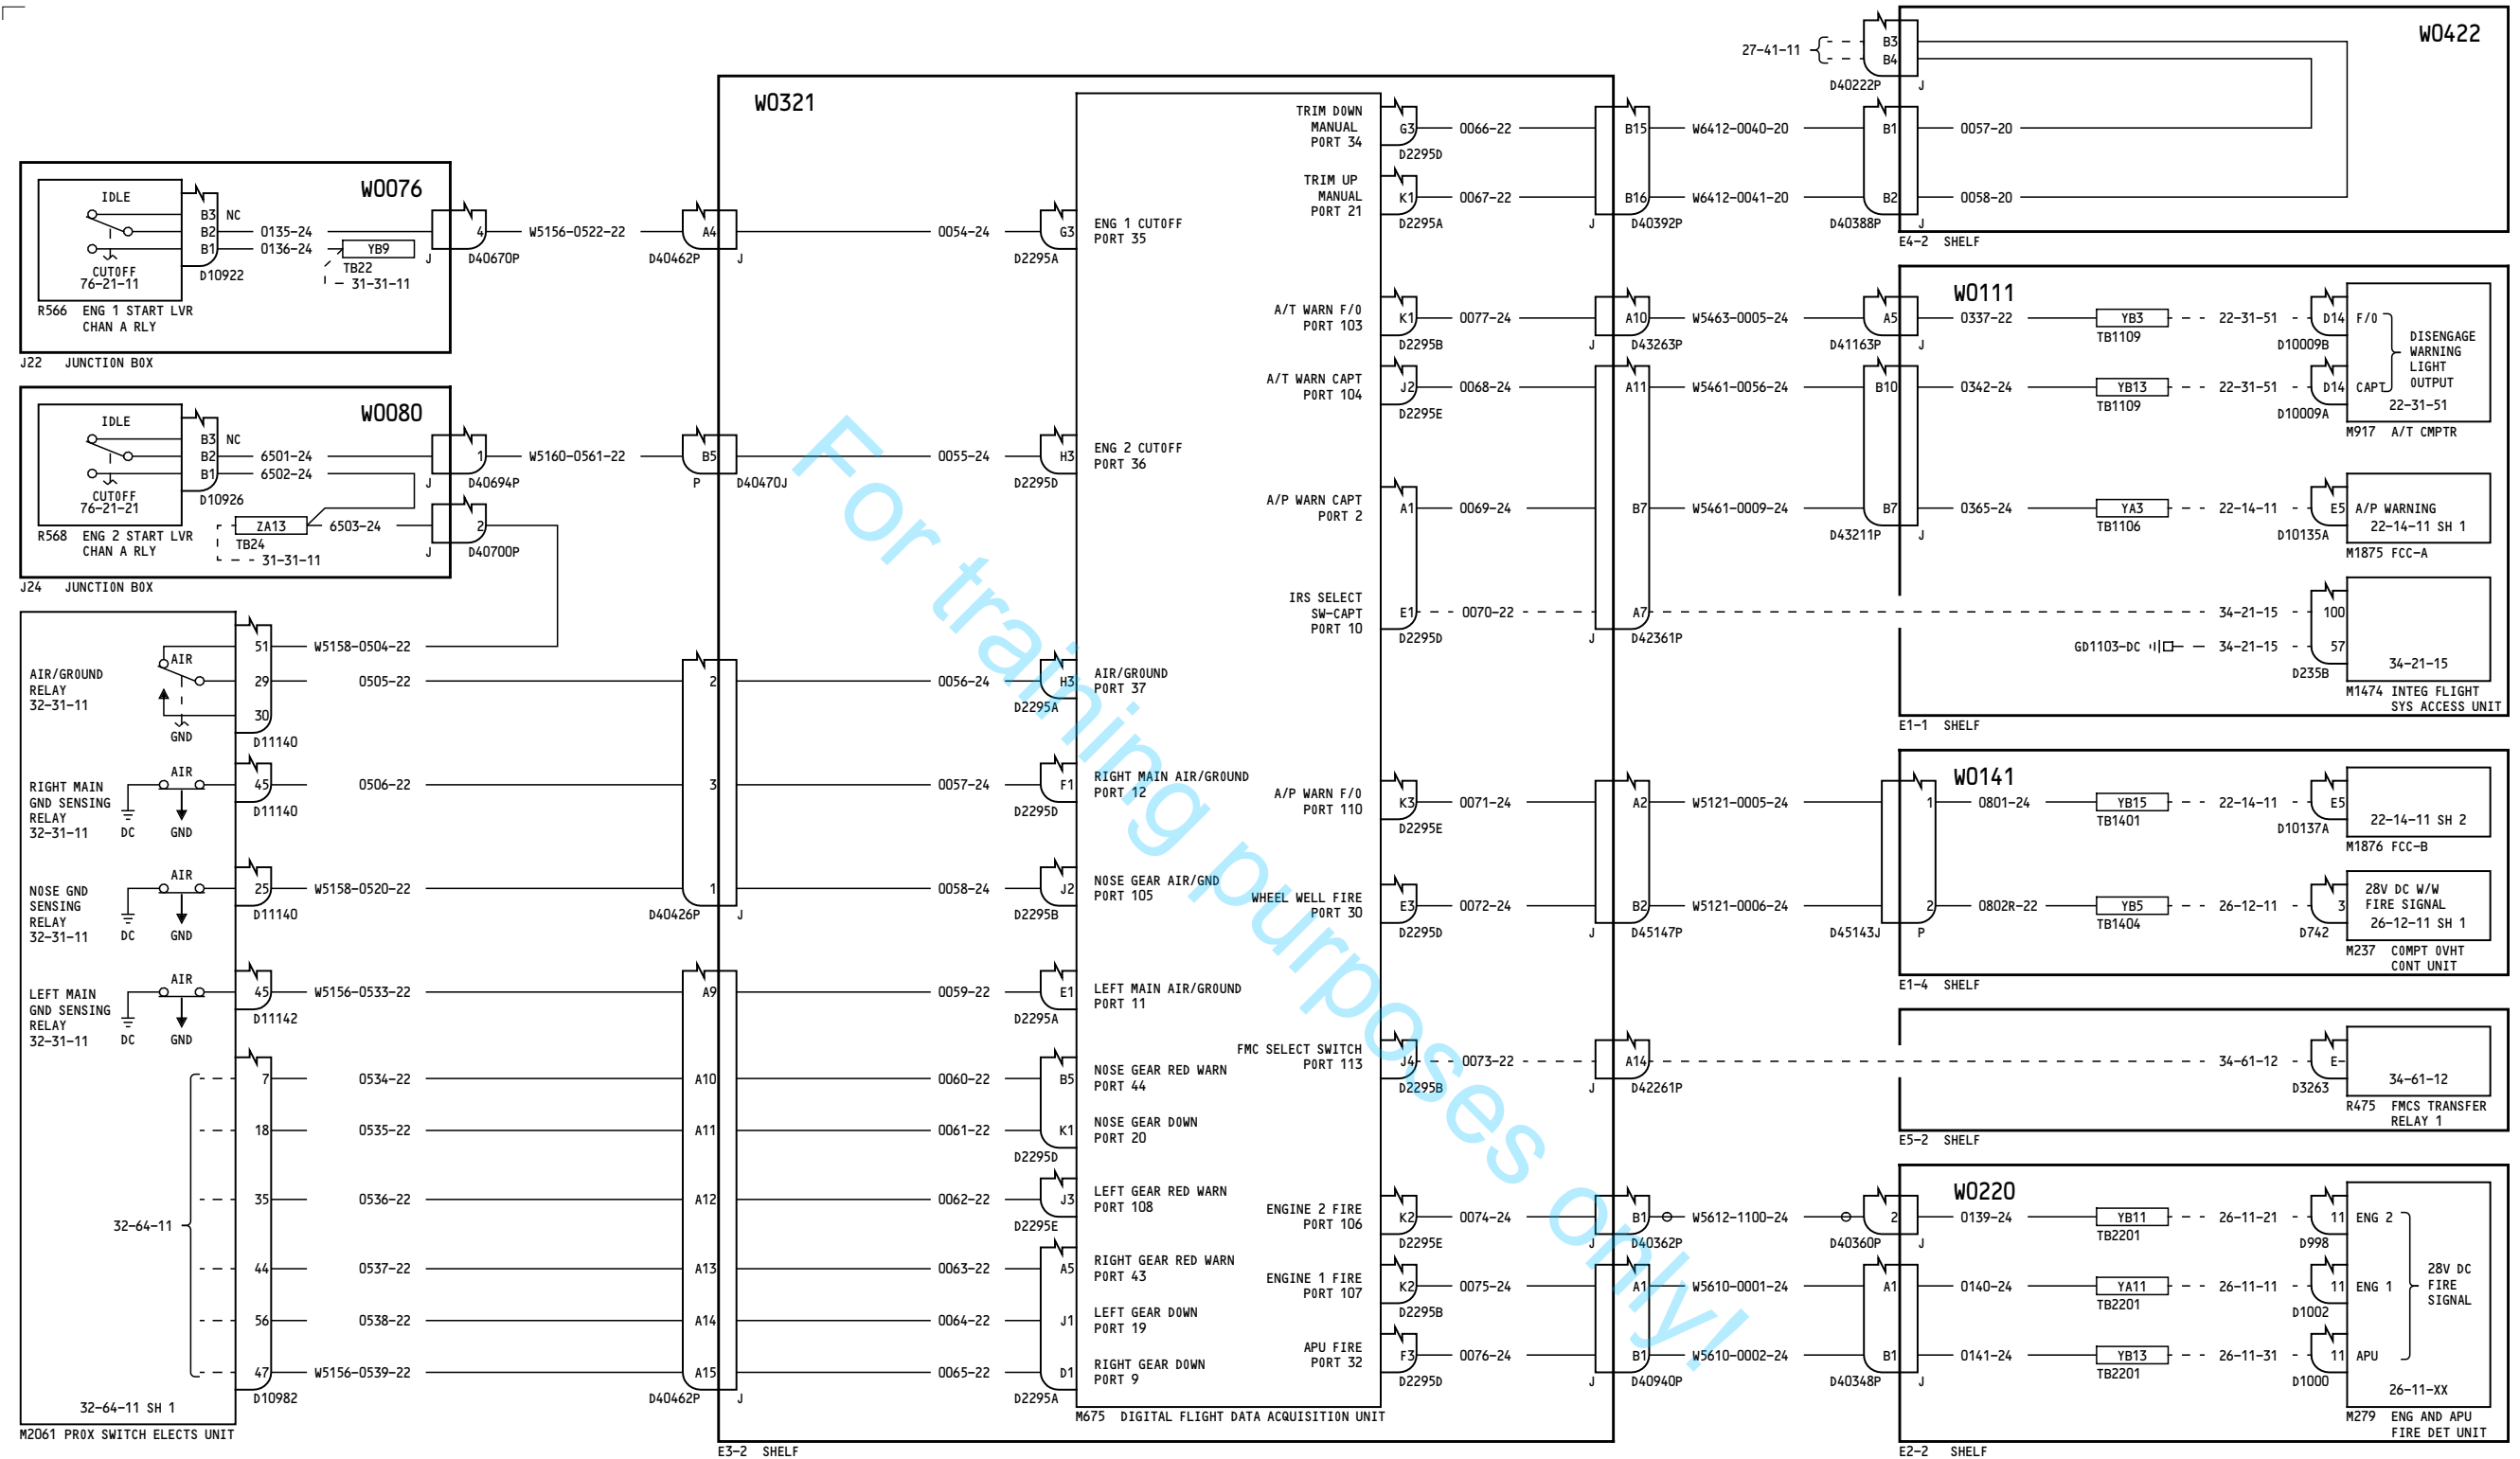 W0422
27-41-11
B3
B4
D40222P
J
B1
0057-20
B2
0058-20
D40388P
J
E4-2 SHELF
W0076
IDLE
B3 NC
B2 0135-24
B1 0136-24
YB9
TB22
31-31-11
CUTOFF
76-21-11
D10922
R566 ENG 1 START LVR
CHAN A RLY
J22 JUNCTION BOX
4
J
D40670P
W5156-0522-22
A4
D40462P
J
W0080
IDLE
B3 NC
B2 6501-24
B1 6502-24
CUTOFF
76-21-21
D10926
ZA13
6503-24
TB24
31-31-11
R568 ENG 2 START LVR
CHAN A RLY
J24 JUNCTION BOX
1
J
D40694P
2
J
D40700P
W5160-0561-22
B5
P
D40470J
AIR/GROUND
RELAY
32-31-11
AIR
GND
51
29
30
D11140
W5158-0504-22
0505-22
2
RIGHT MAIN
GND SENSING
RELAY
32-31-11
AIR
DC
GND
45
D11140
0506-22
3
NOSE GND
SENSING
RELAY
32-31-11
AIR
DC
GND
25
D11140
W5158-0520-22
1
D40426P
J
LEFT MAIN
GND SENSING
RELAY
32-31-11
AIR
DC
GND
45
D11142
W5156-0533-22
A9
32-64-11
7 0534-22 A10
18 0535-22 A11
35 0536-22 A12
44 0537-22 A13
56 0538-22 A14
47 W5156-0539-22 A15
D10982
D40462P
J
32-64-11 SH 1
M2061 PROX SWITCH ELECTS UNIT
W0321
0054-24
G3
D2295A
ENG 1 CUTOFF
PORT 35
0055-24
H3
D2295D
ENG 2 CUTOFF
PORT 36
0056-24
H3
D2295A
AIR/GROUND
PORT 37
0057-24
F1
D2295D
RIGHT MAIN AIR/GROUND
PORT 12
0058-24
J2
D2295B
NOSE GEAR AIR/GND
PORT 105
0059-22
E1
D2295A
LEFT MAIN AIR/GROUND
PORT 11
0060-22
B5
NOSE GEAR RED WARN
PORT 44
0061-22
K1
D2295D
NOSE GEAR DOWN
PORT 20
0062-22
J3
D2295E
LEFT GEAR RED WARN
PORT 108
0063-22
A5
RIGHT GEAR RED WARN
PORT 43
0064-22
J1
LEFT GEAR DOWN
PORT 19
0065-22
D1
D2295A
RIGHT GEAR DOWN
PORT 9
M675 DIGITAL FLIGHT DATA ACQUISITION UNIT
E3-2 SHELF
TRIM DOWN
MANUAL
PORT 34
G3
D2295D
0066-22
B15
W6412-0040-20
TRIM UP
MANUAL
PORT 21
K1
D2295A
0067-22
B16
J
D40392P
W6412-0041-20
A/T WARN F/O
PORT 103
K1
D2295B
0077-24
A10
J
D43263P
W5463-0005-24
A5
D41163P
J
A/T WARN CAPT
PORT 104
J2
D2295E
0068-24
A11
W5461-0056-24
B10
A/P WARN CAPT
PORT 2
A1
0069-24
B7
W5461-0009-24
B7
D43211P
J
IRS SELECT
SW-CAPT
PORT 10
E1
D2295D
0070-22
A7
J
D42361P
A/P WARN F/O
PORT 110
K3
D2295E
0071-24
A2
W5121-0005-24
1
WHEEL WELL FIRE
PORT 30
E3
D2295D
0072-24
B2
J
D45147P
W5121-0006-24
2
D45143J
P
FMC SELECT SWITCH
PORT 113
J4
D2295B
0073-22
A14
J
D42261P
ENGINE 2 FIRE
PORT 106
K2
D2295E
0074-24
B1
J
D40362P
W5612-1100-24
2
D40360P
J
ENGINE 1 FIRE
PORT 107
K2
D2295B
0075-24
A1
W5610-0001-24
A1
APU FIRE
PORT 32
F3
D2295D
0076-24
B1
J
D40940P
W5610-0002-24
B1
D40348P
J
W0111
0337-22
YB3
TB1109
22-31-51
D14
F/O
D10009B
0342-24
YB13
TB1109
22-31-51
D14
CAPT
D10009A
DISENGAGE
WARNING
LIGHT
OUTPUT
22-31-51
M917 A/T CMPTR
0365-24
YA3
TB1106
22-14-11
E5
D10135A
A/P WARNING
22-14-11 SH 1
M1875 FCC-A
34-21-15
100
GD1103-DC
34-21-15
57
D235B
34-21-15
M1474 INTEG FLIGHT
SYS ACCESS UNIT
E1-1 SHELF
W0141
0801-24
YB15
TB1401
22-14-11
E5
D10137A
22-14-11 SH 2
M1876 FCC-B
0802R-22
YB5
TB1404
26-12-11
3
D742
28V DC W/W
FIRE SIGNAL
26-12-11 SH 1
M237 COMPT OVHT
CONT UNIT
E1-4 SHELF
34-61-12
E-
D3263
34-61-12
R475 FMCS TRANSFER
RELAY 1
E5-2 SHELF
W0220
0139-24
YB11
TB2201
26-11-21
11
ENG 2
D998
0140-24
YA11
TB2201
26-11-11
11
ENG 1
D1002
0141-24
YB13
TB2201
26-11-31
11
APU
D1000
28V DC
FIRE
SIGNAL
26-11-XX
M279 ENG AND APU
FIRE DET UNIT
E2-2 SHELF
For training purposes only!